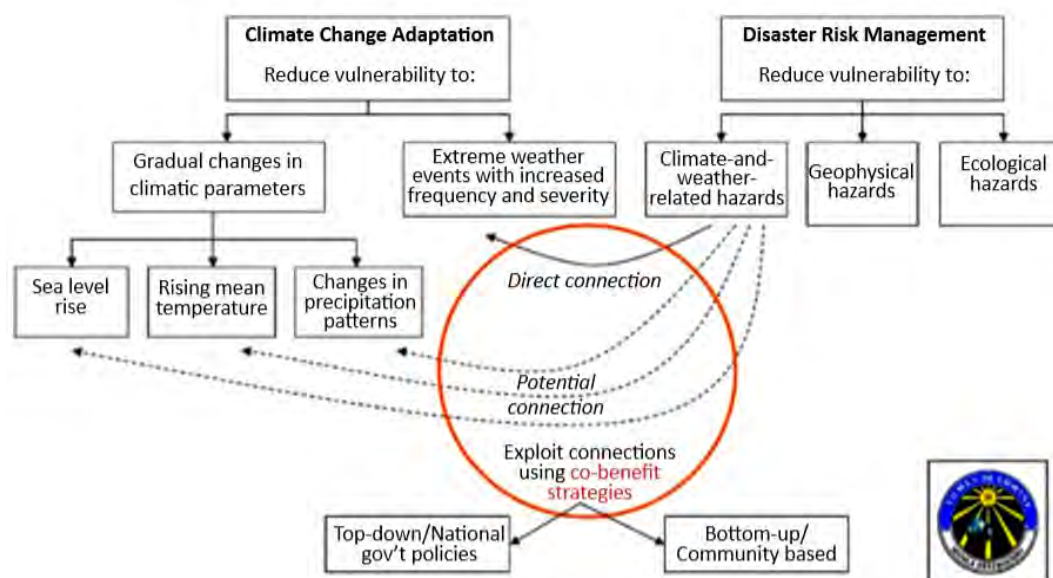 Climate Change Adaptation
Reduce vulnerability to:
Disaster Risk Management
Reduce vulnerability to:
Gradual changes in
climatic parameters
Extreme weather
events with increased
frequency and severity
Climate-and-
weather-
related hazards
Geophysical
hazards
Ecological
hazards
Sea level
rise
Rising mean
temperature
Changes in
precipitation
patterns
Direct connection
Potential
connection
Exploit connections
using co-benefit
strategies
Top-down/National
gov't policies
Bottom-up/
Community based